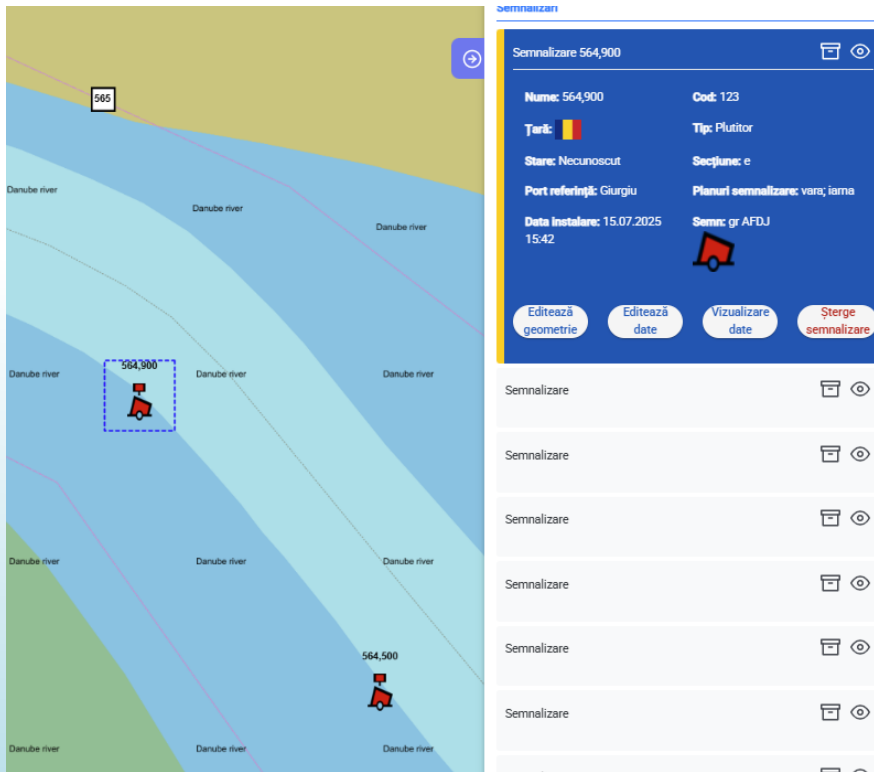 Semnalizări
Semnalizare 564,900
Nume: 564,900
Cod: 123
Țară:
Tip: Plutitor
Stare: Necunoscut
Secțiune: e
Port referință: Giurgiu
Planuri semnalizare: vara; iarna
Data instalare: 15.07.2025
15:42
Semn: gr AFDJ
Editează
geometrie
Editează
date
Vizualizare
date
Șterge
semnalizare
Semnalizare
Semnalizare
Semnalizare
Semnalizare
Semnalizare
Semnalizare
565
Danube river
Danube river
Danube river
564,900
Danube river
Danube river
Danube river
Danube river
Danube river
Danube river
564,500
Danube river
Danube river
Danube river